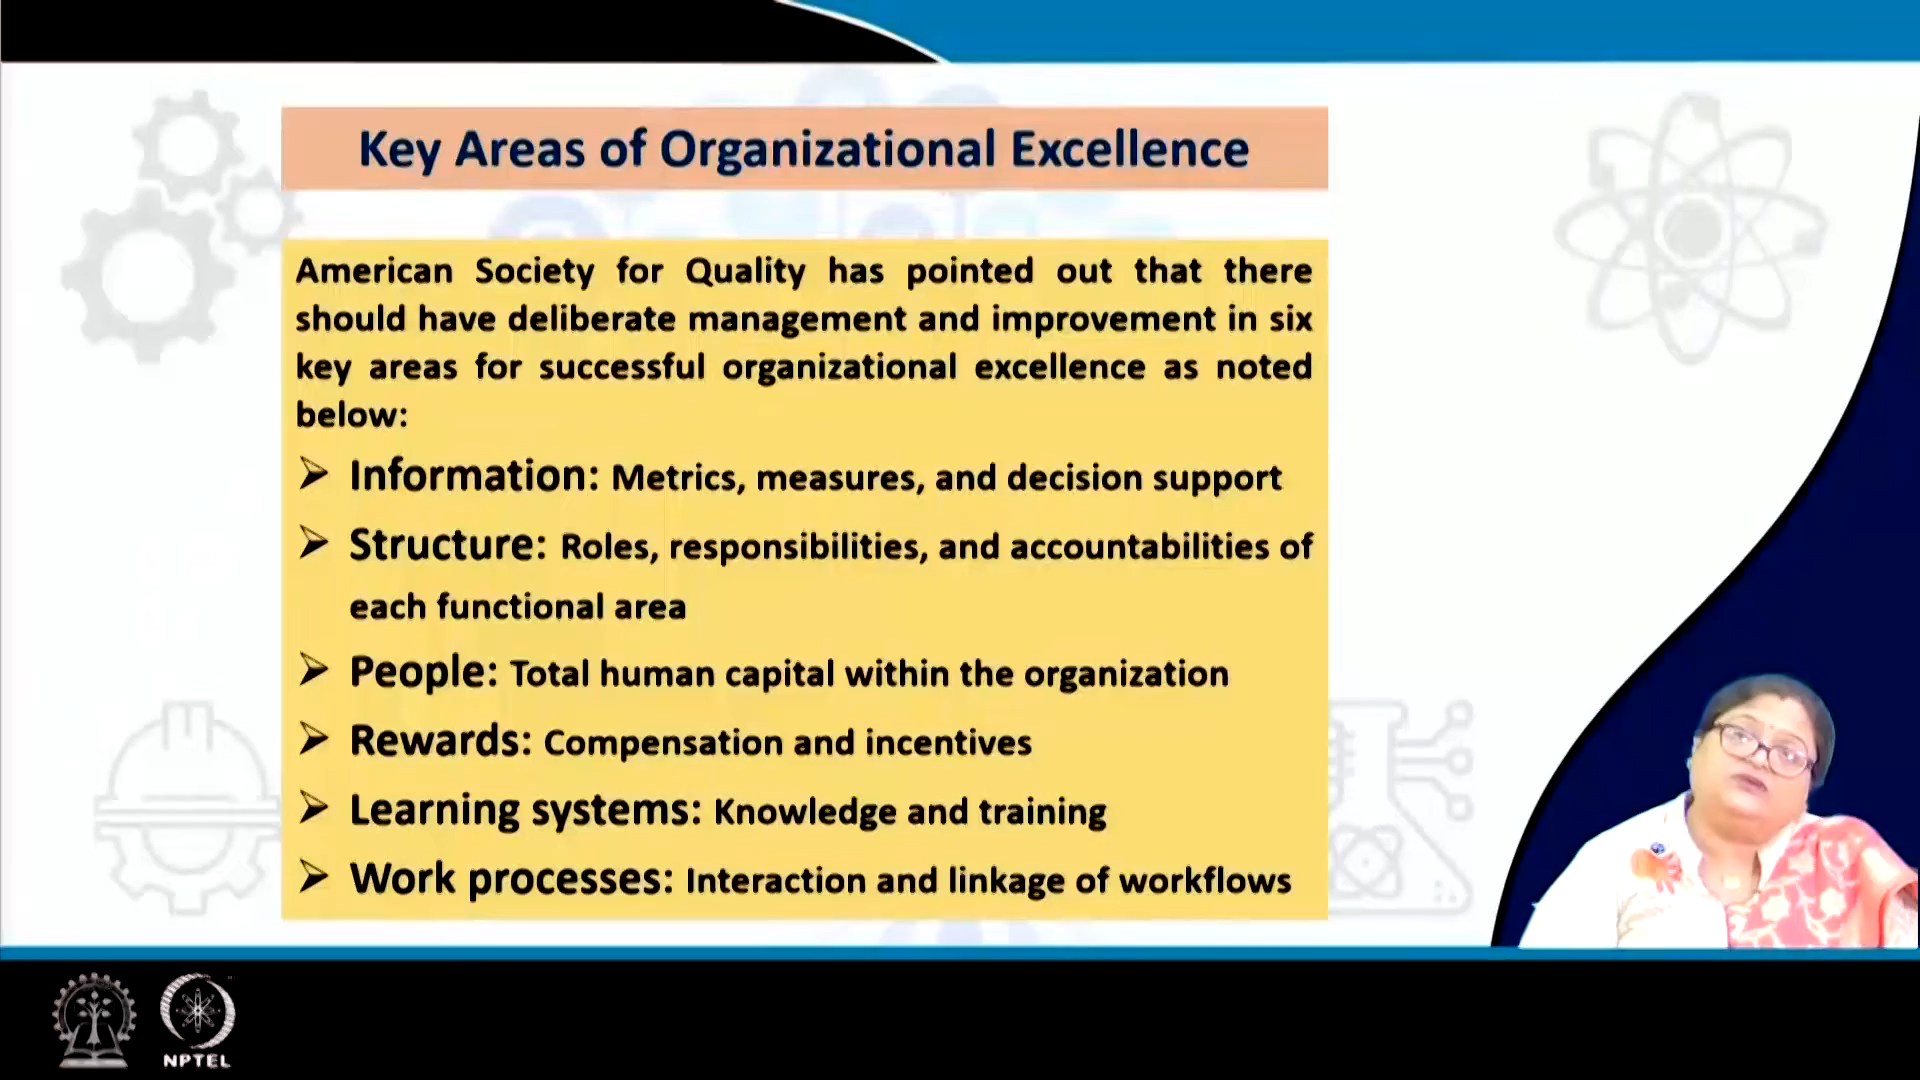 Key Areas of Organizational Excellence
American Society for Quality has pointed out that there
should have deliberate management and improvement in six
key areas for successful organizational excellence as noted
below:
Information: Metrics, measures, and decision support
Structure: Roles, responsibilities, and accountabilities of
each functional area
People: Total human capital within the organization
Rewards: Compensation and incentives
Learning systems: Knowledge and training
Work processes: Interaction and linkage of workflows
NPTEL